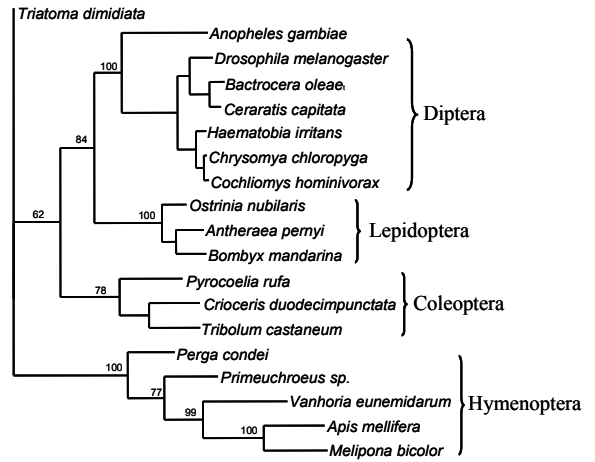 Triatoma dimidiata
Anopheles gambiae
Drosophila melanogaster
100
Bactrocera oleae
Ceraratis capitata
Diptera
Haematobia irritans
84
Chrysomya chloropyga
Cochliomys hominivorax
Ostrinia nubilaris
62
100
Antheraea pernyi
Lepidoptera
Bombyx mandarina
Pyrocoelia rufa
78
Crioceris duodecimpunctata
Coleoptera
Tribolum castaneum
Perga condei
100
Primeuchroeus sp.
77
Vanhoria eunemidarum
Hymenoptera
99
Apis mellifera
100
Melipona bicolor